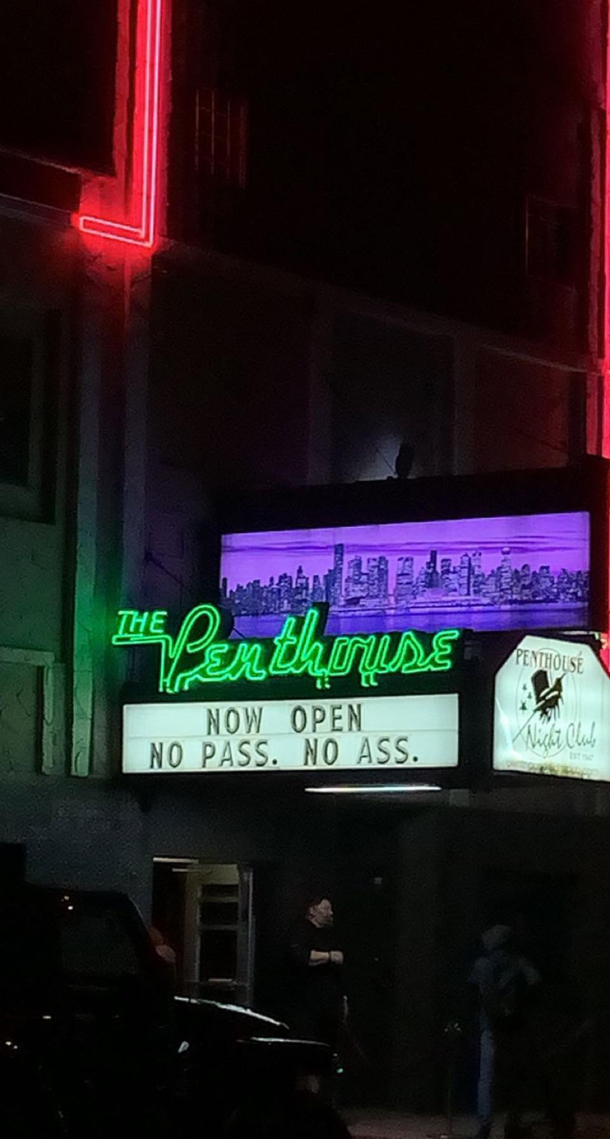 THE
Penthouse
NOW OPEN
NO PASS. NO ASS.
PENTHOUSE
Night Club
EST 1947